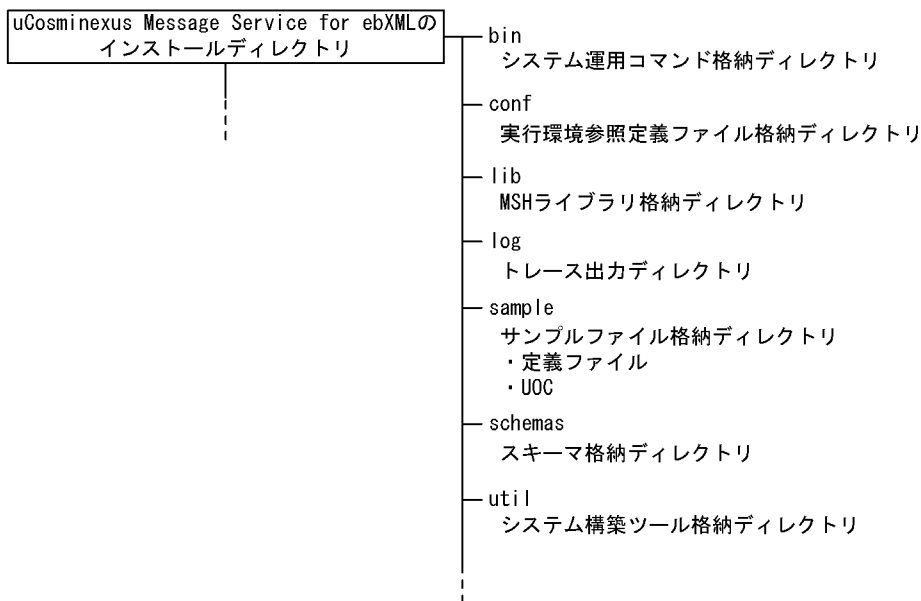 uCosminexus Message Service for ebXMLの
インストールディレクトリ
bin
システム運用コマンド格納ディレクトリ
conf
実行環境参照定義ファイル格納ディレクトリ
lib
MSHライブラリ格納ディレクトリ
log
トレース出力ディレクトリ
sample
サンプルファイル格納ディレクトリ
・定義ファイル
・UOC
schemas
スキーマ格納ディレクトリ
util
システム構築ツール格納ディレクトリ